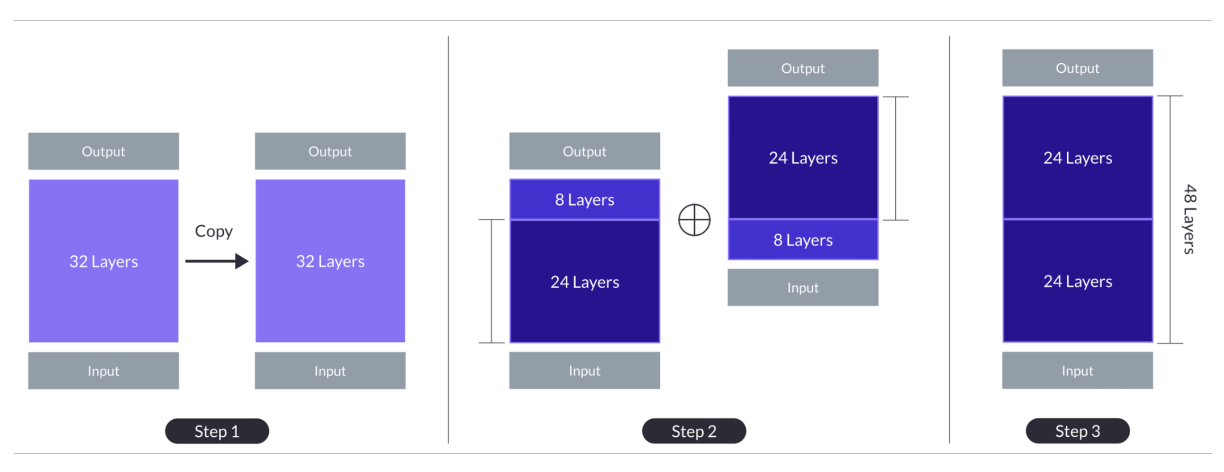 Output
32 Layers
Input
Copy
Output
32 Layers
Input
Step 1
Output
8 Layers
24 Layers
Input
Output
24 Layers
8 Layers
Input
Step 2
Output
24 Layers
24 Layers
Input
48 Layers
Step 3